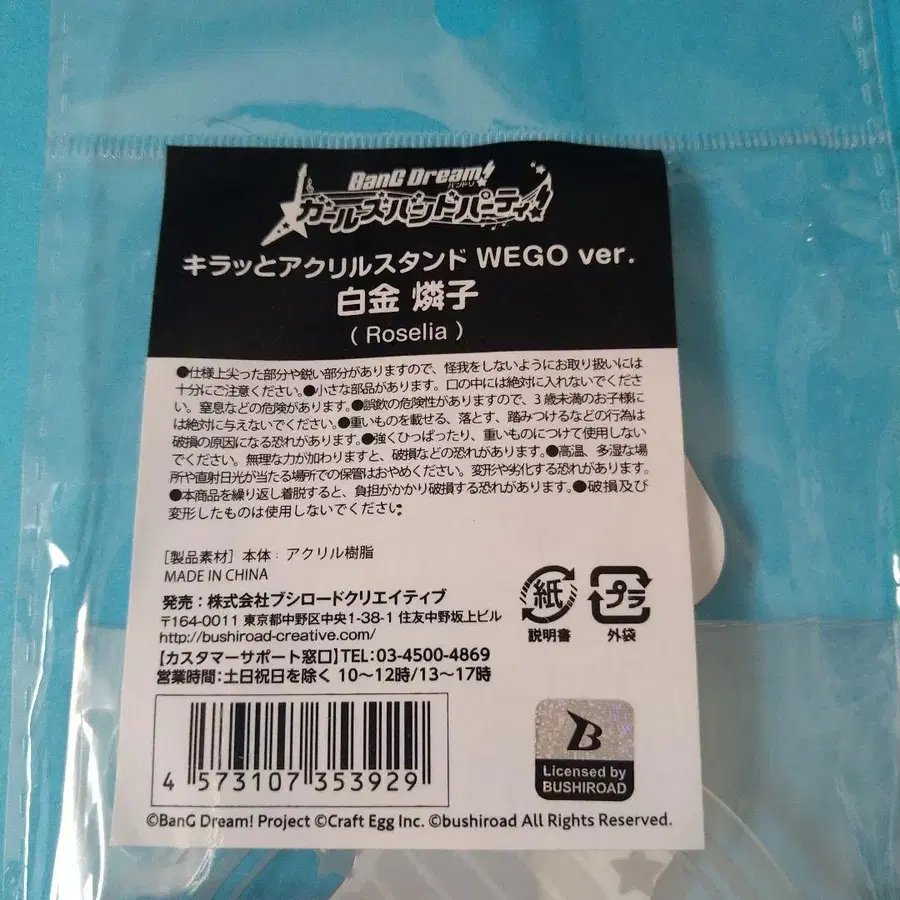 BanG Dream!
バンドリ
ガールズバンドパーティ!
キラッとアクリルスタンド WEGO ver.
白金 燐子
( Roselia )
●仕様上尖った部分や鋭い部分がありますので、怪我をしないようにお取り扱いには
十分にご注意ください。●小さな部品があります。口の中には絶対に入れないでくださ
い。窒息などの危険があります。●誤飲の危険性がありますので、3歳未満のお子様に
は絶対に与えないでください。●重いものを載せる、落とす、踏みつけるなどの行為は
破損の原因になる恐れがあります。●強くひっぱったり、重いものにつけて使用しない
でください。無理な力が加わりますと、破損などの恐れがあります。●高温、多湿な場
所や直射日光が当たる場所での保管はおやめください。変形や劣化する恐れがあります。
●本商品を繰り返し着脱すると、負担がかかり破損する恐れがあります。●破損及び
変形したものは使用しないでください。
[製品素材] 本体：アクリル樹脂
MADE IN CHINA
発売：株式会社ブシロードクリエイティブ
〒164-0011 東京都中野区中央1-38-1 住友中野坂上ビル
http://bushiroad-creative.com/
【カスタマーサポート窓口】TEL:03-4500-4869
営業時間:土日祝日を除く 10〜12時/13〜17時
紙
説明書
プラ
外袋
4 573107 353929
B
Licensed by
BUSHIROAD
©BanG Dream! Project ©Craft Egg Inc. ©bushiroad All Rights Reserved.